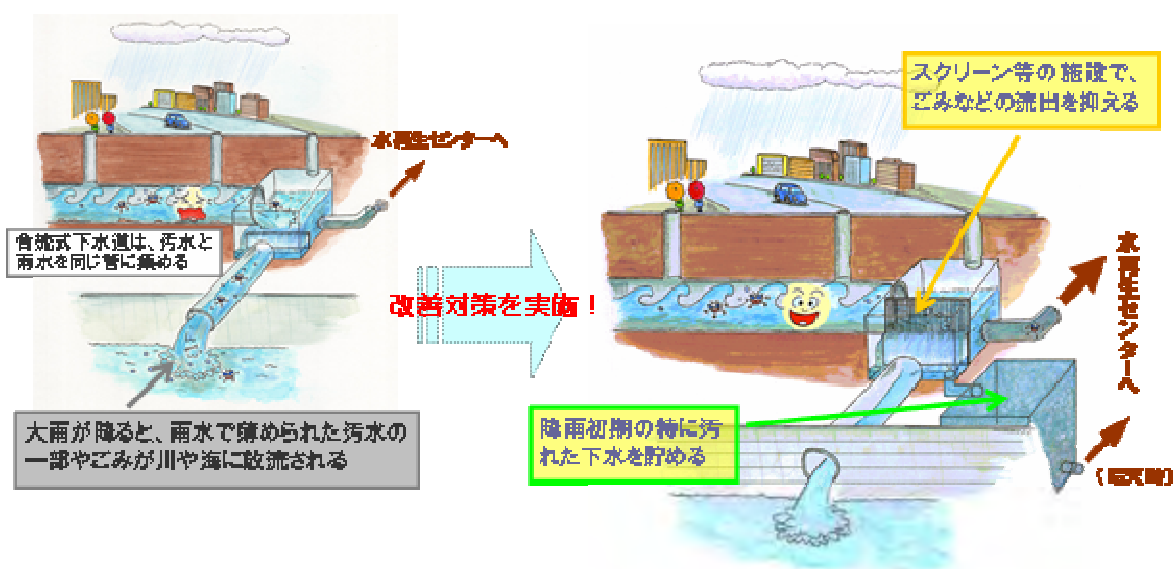 水再生センターへ
合流式下水道は、汚水と
雨水を同じ管に集める
大雨が降ると、雨水で薄められた汚水の
一部やごみが川や海に放流される
改善対策を実施！
スクリーン等の施設で、
ごみなどの流出を抑える
水再生センターへ
降雨初期の特に汚
れた下水を貯める
（晴天時）